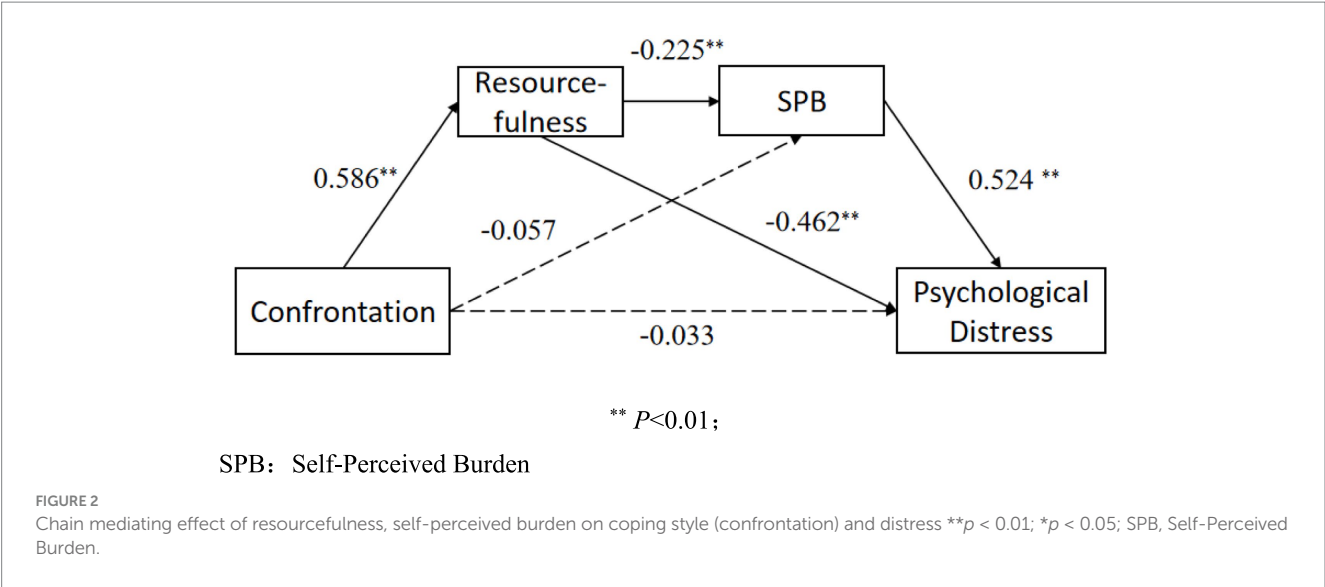 -0.225**
Resource-
fulness
SPB
0.586**
0.524 **
-0.057
-0.462**
Confrontation
Psychological
Distress
-0.033
** P<0.01；
SPB：Self-Perceived Burden
FIGURE 2
Chain mediating effect of resourcefulness, self-perceived burden on coping style (confrontation) and distress **p < 0.01; *p < 0.05; SPB, Self-Perceived
Burden.